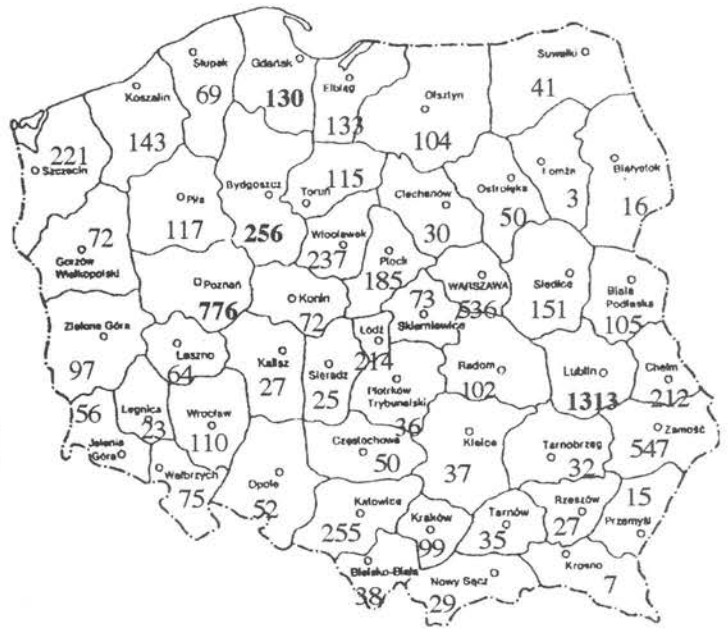 Słupsk
69
Gdańsk
130
Elbląg
133
Olsztyn
104
Suwałki
41
Koszalin
143
221
Szczecin
Piła
117
Bydgoszcz
256
115
Toruń
Ciechanów
30
Ostrołęka
50
Łomża
3
Białystok
16
72
Gorzów
Wielkopolski
Włocławek
237
Płock
185
Poznań
776
Konin
72
73
Skierniewice
WARSZAWA
536
Siedlce
151
Biała
Podlaska
105
Zielona Góra
97
Leszno
64
Kalisz
27
Sieradz
25
Łódź
214
Piotrków
Trybunalski
36
Radom
102
Lublin
1313
Chełm
212
56
Jelenia
Góra
Legnica
23
Wrocław
110
Częstochowa
50
Kielce
37
Tarnobrzeg
32
Zamość
547
Wałbrzych
75
Opole
52
Katowice
255
Kraków
99
Tarnów
35
Rzeszów
27
15
Przemyśl
Bielsko-Biała
38
Nowy Sącz
29
Krosno
7